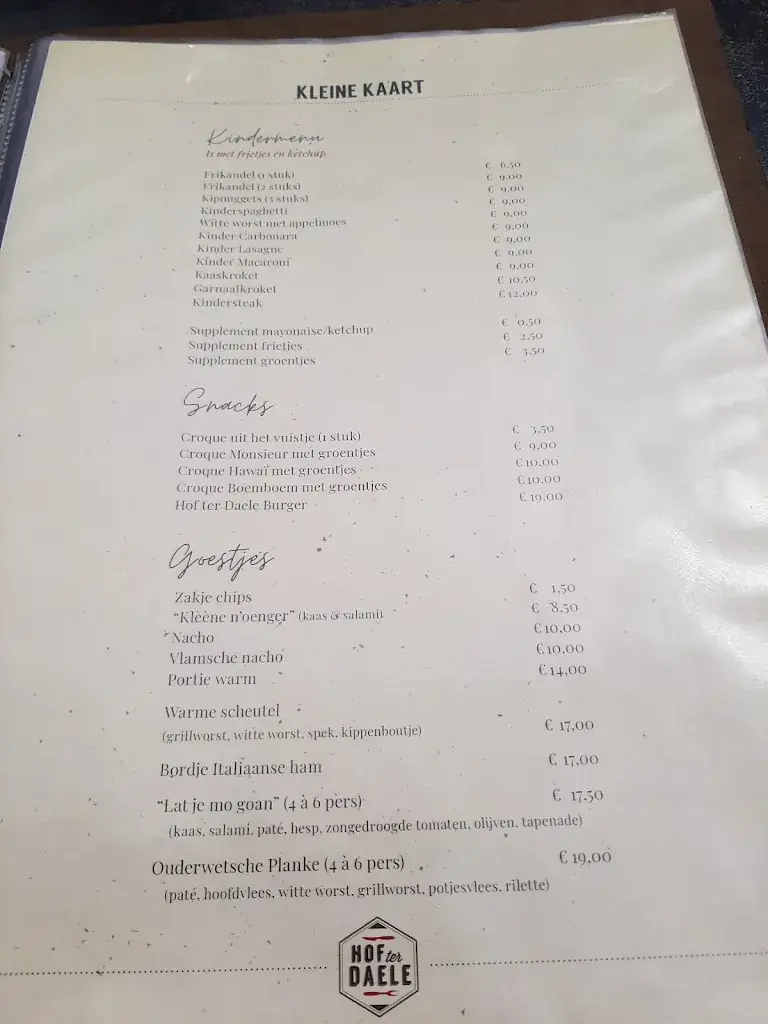 KLEINE KAART
Kindermenu
Is met frietjes en ketchup
Frikandel (1 stuk) € 6,50
Frikandel (2 stuks) € 9,00
Kipnuggets (5 stuks) € 9,00
Kinderspaghetti € 9,00
Witte worst met appelmoes € 9,00
Kinder Carbonara € 9,00
Kinder Lasagne € 9,00
Kinder Macaroni € 9,00
Kaaskroket € 9,00
Garnaalkroket € 10,50
Kindersteak € 12,00
Supplement mayonaise/ketchup € 0,50
Supplement frietjes € 2,50
Supplement groentjes € 3,50
Snacks
Croque uit het vuistje (1 stuk) € 3,50
Croque Monsieur met groentjes € 9,00
Croque Hawaï met groentjes € 10,00
Croque Boemboem met groentjes € 10,00
Hof ter Daele Burger € 19,00
Goestjes
Zakje chips € 1,50
“Klèène n’oenger” (kaas & salami) € 8,50
Nacho € 10,00
Vlamsche nacho € 10,00
Portie warm € 14,00
Warme scheutel
(grillworst, witte worst, spek, kippenboutje) € 17,00
Bordje Italiaanse ham € 17,00
“Lat je mo goan” (4 à 6 pers) € 17,50
(kaas, salami, paté, hesp, zongedroogde tomaten, olijven, tapenade)
Ouderwetsche Planke (4 à 6 pers) € 19,00
(paté, hoofdvlees, witte worst, grillworst, potjesvlees, rilette)
HOF ter
DAELE